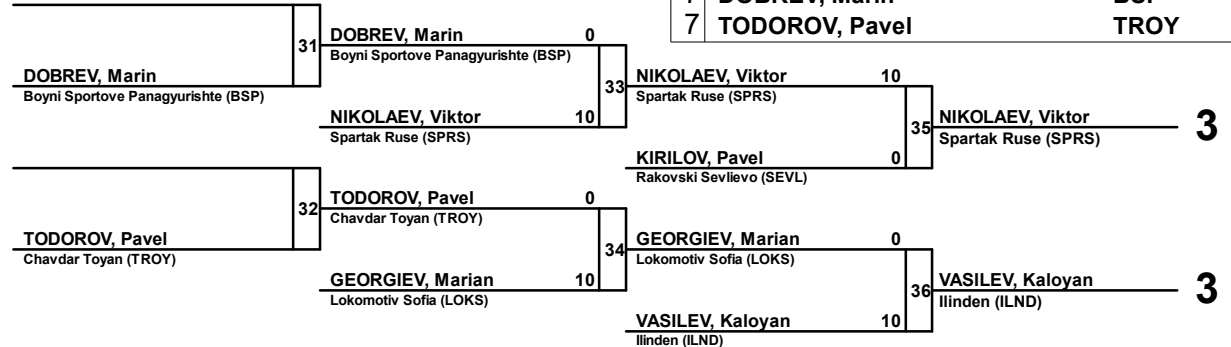 7 DOBREV, Marin BSP
7 TODOROV, Pavel TROY
31 DOBREV, Marin 0
Boyni Sportove Panagyurishte (BSP)
DOBREV, Marin
Boyni Sportove Panagyurishte (BSP)
33 NIKOLAEV, Viktor 10
Spartak Ruse (SPRS)
NIKOLAEV, Viktor 10
Spartak Ruse (SPRS)
35 NIKOLAEV, Viktor 3
Spartak Ruse (SPRS)
KIRILOV, Pavel 0
Rakovski Sevlievo (SEVL)
32 TODOROV, Pavel 0
Chavdar Toyan (TROY)
TODOROV, Pavel
Chavdar Toyan (TROY)
34 GEORGIEV, Marian 0
Lokomotiv Sofia (LOKS)
GEORGIEV, Marian 10
Lokomotiv Sofia (LOKS)
36 VASILEV, Kaloyan 3
Ilinden (ILND)
VASILEV, Kaloyan 10
Ilinden (ILND)